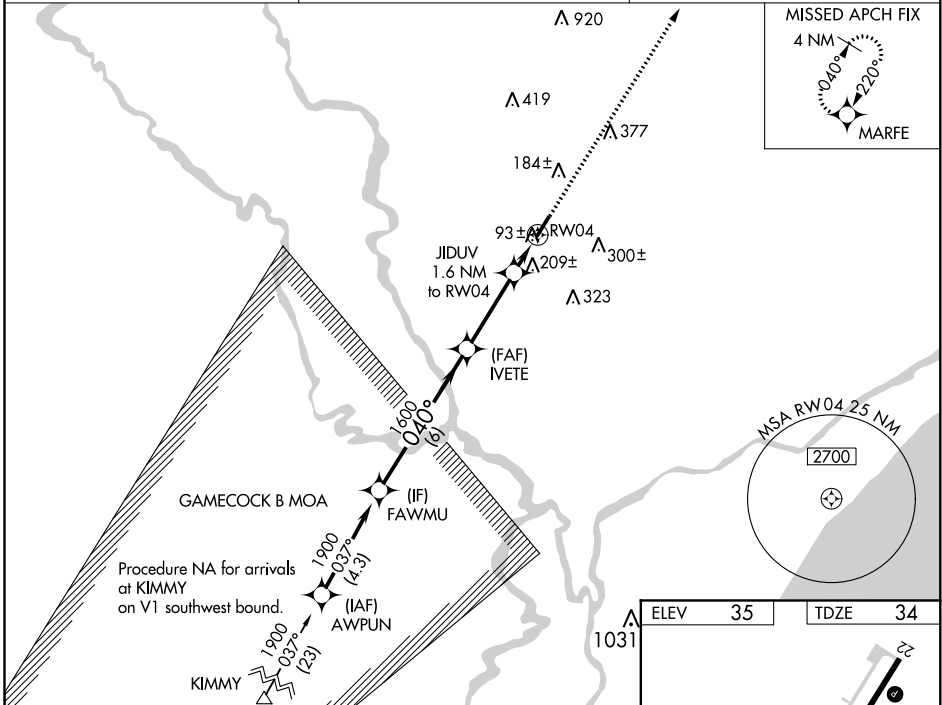 MISSED APCH FIX
4 NM
040°
220°
MARFE
920
419
377
184±
93±
RW04
JIDUV
1.6 NM
to RW04
209±
300±
323
(FAF)
IVETE
1600
040°
(6)
MSA RW04 25 NM
2700
GAMECOCK B MOA
(IF)
FAWMU
1900
037°
(4.3)
Procedure NA for arrivals
at KIMMY
on V1 southwest bound.
(IAF)
AWPUN
1900
037°
(23)
KIMMY
1031
ELEV 35
TDZE 34
22